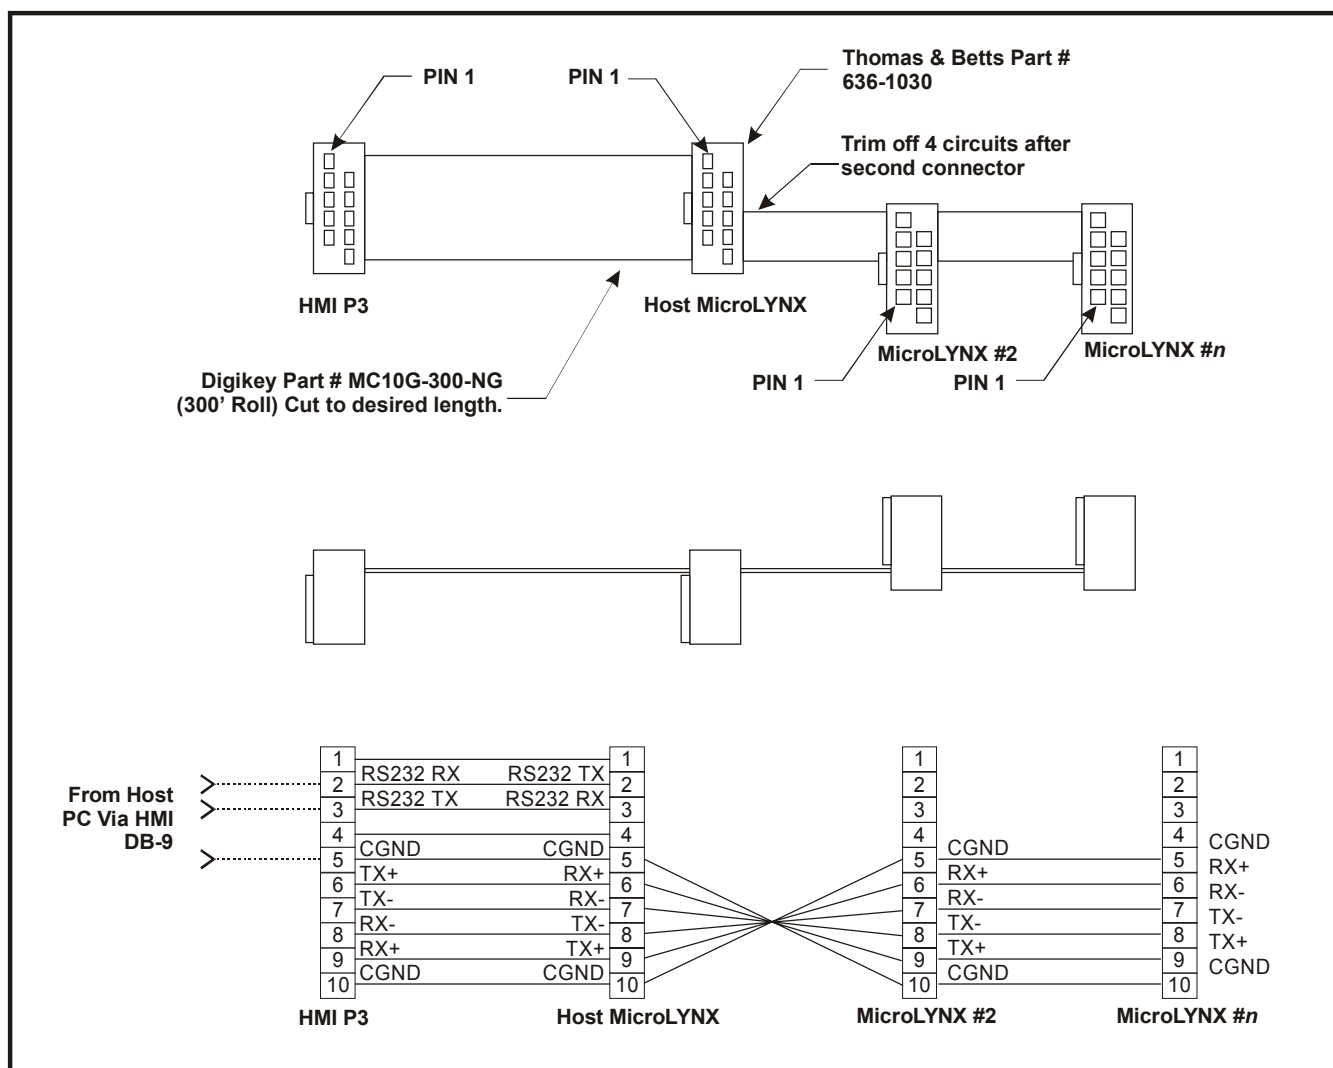 PIN 1
PIN 1
Thomas & Betts Part #
636-1030
Trim off 4 circuits after
second connector
HMI P3
Host MicroLYNX
MicroLYNX #2
MicroLYNX #n
PIN 1
PIN 1
Digikey Part # MC10G-300-NG
(300’ Roll) Cut to desired length.
From Host
PC Via HMI
DB-9
1
2
3
4
5
6
7
8
9
10
RS232 RX
RS232 TX
CGND
TX+
TX-
RX-
RX+
CGND
RS232 TX
RS232 RX
CGND
RX+
RX-
TX-
TX+
CGND
1
2
3
4
5
6
7
8
9
10
1
2
3
4
5
6
7
8
9
10
CGND
RX+
RX-
TX-
TX+
CGND
1
2
3
4
5
6
7
8
9
10
CGND
RX+
RX-
TX-
TX+
CGND
HMI P3
Host MicroLYNX
MicroLYNX #2
MicroLYNX #n